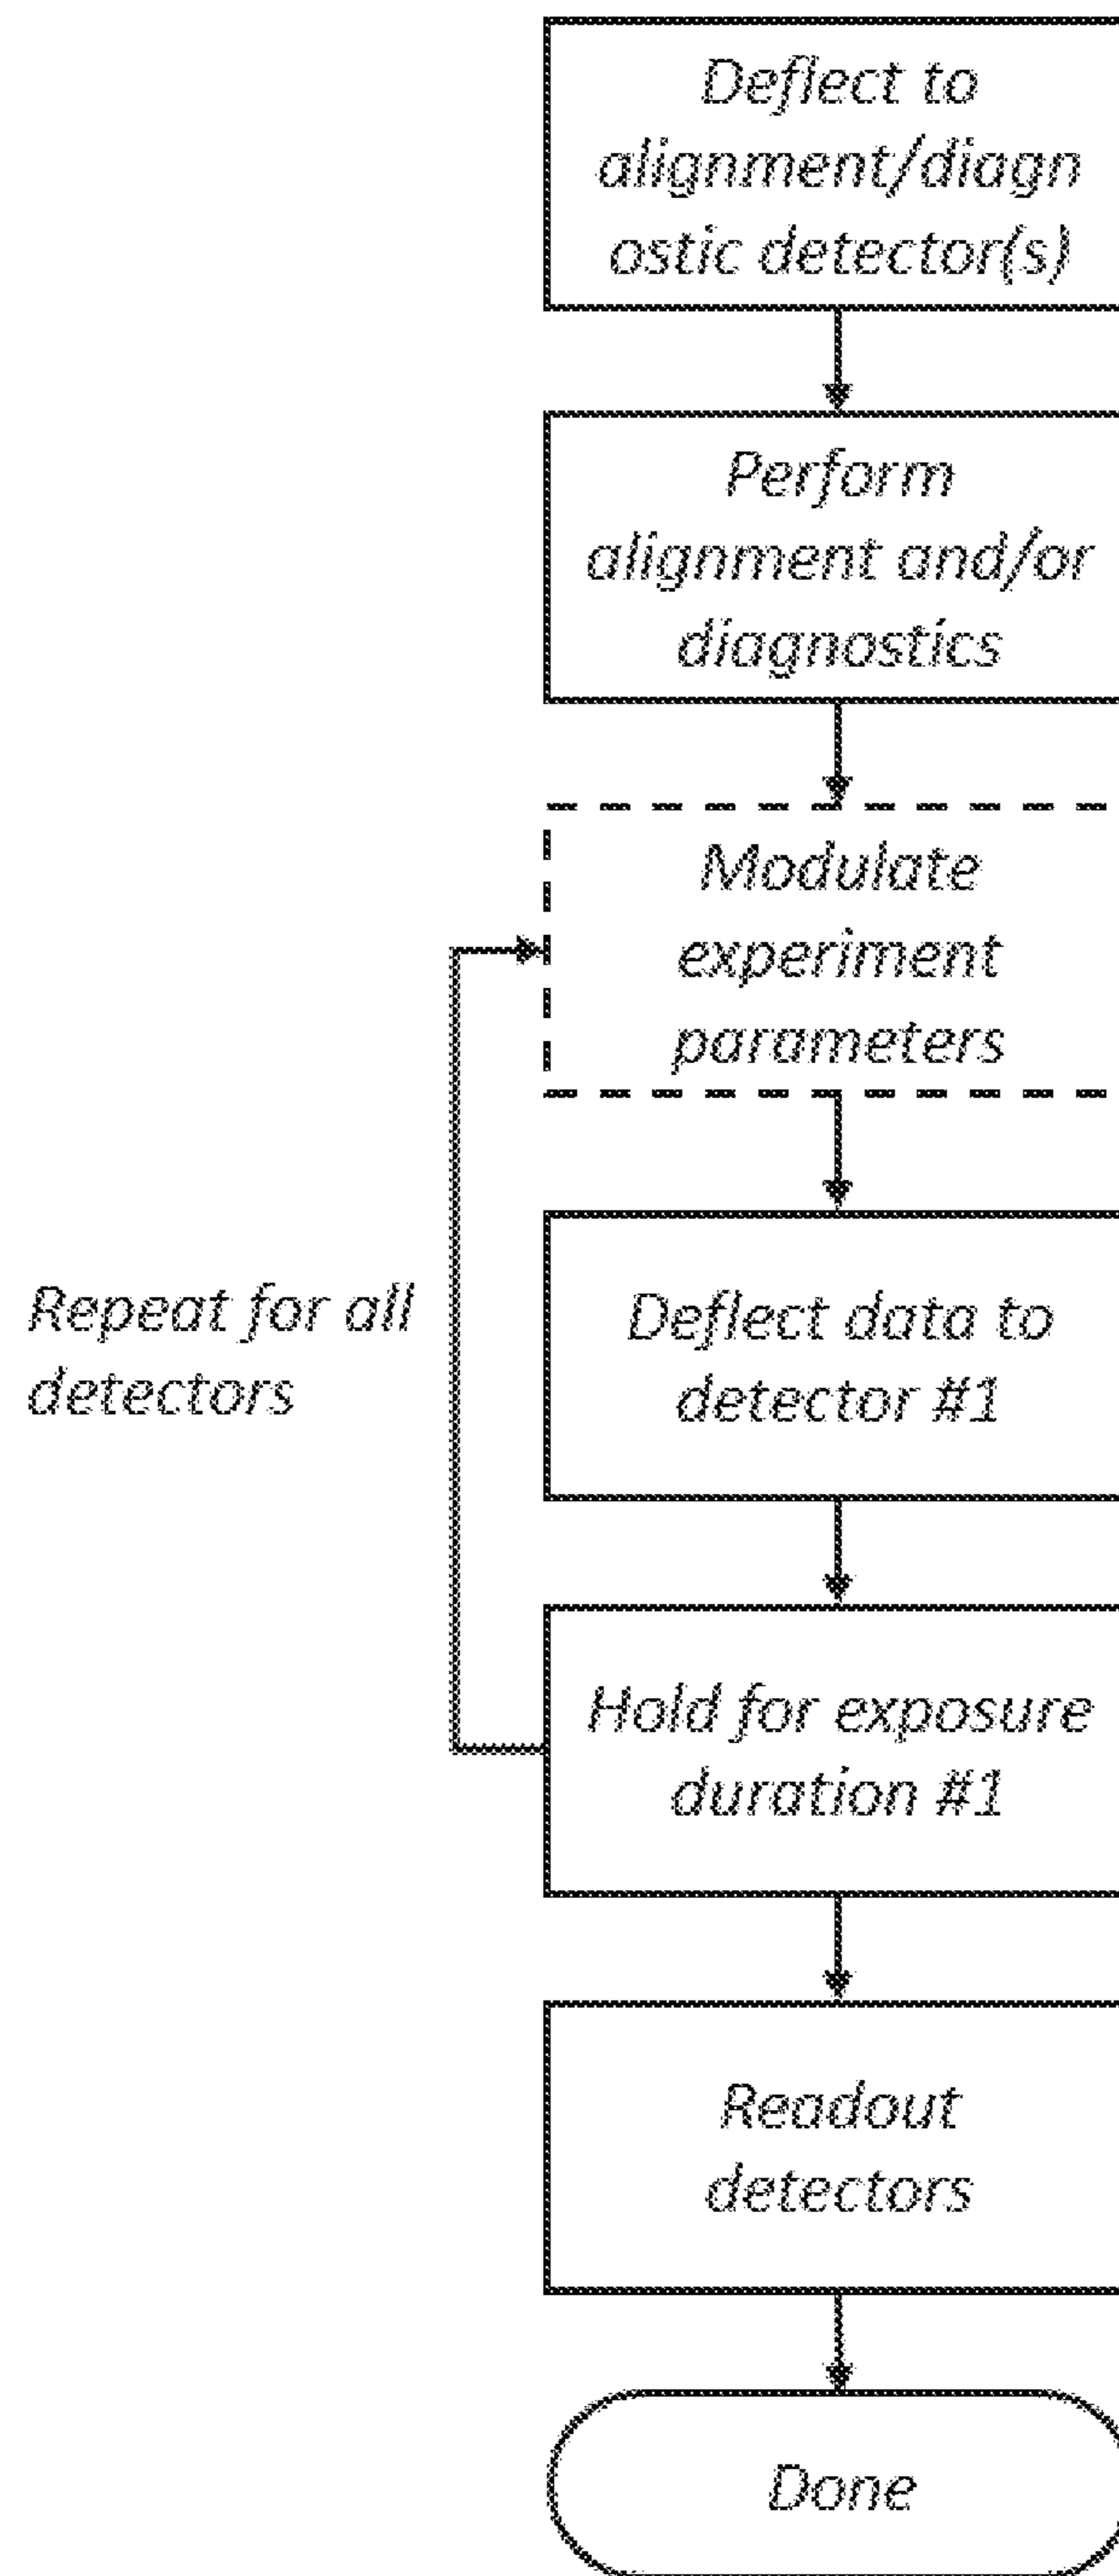 Deflect to
alignment/diagn
ostic detector(s)
Perform
alignment and/or
diagnostics
Modulate
experiment
parameters
Repeat for all
detectors
Deflect data to
detector #1
Hold for exposure
duration #1
Readout
detectors
Done